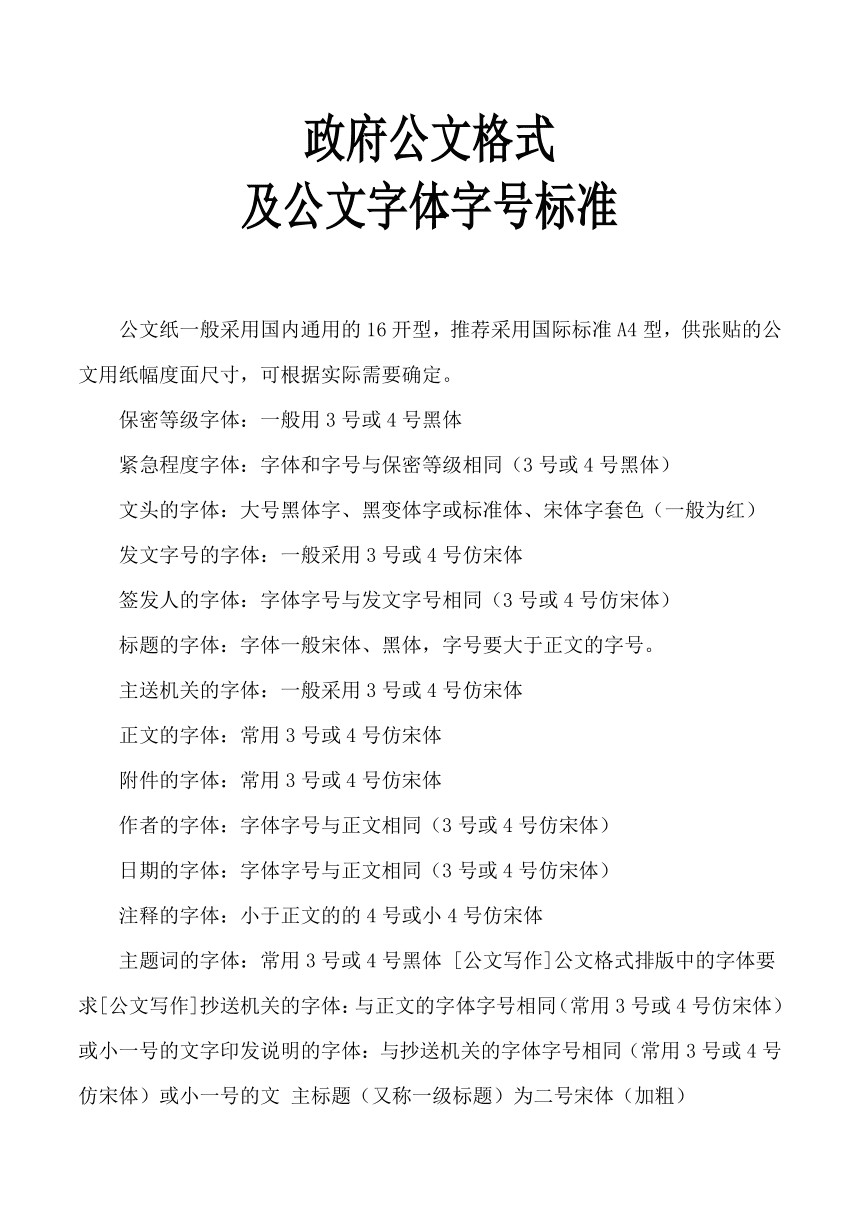 政府公文格式
及公文字体字号标准
公文纸一般采用国内通用的 16 开型，推荐采用国际标准 A4 型，供张贴的公
文用纸幅度面尺寸，可根据实际需要确定。
保密等级字体：一般用 3 号或 4 号黑体
紧急程度字体：字体和字号与保密等级相同（3 号或 4 号黑体）
文头的字体：大号黑体字、黑变体字或标准体、宋体字套色（一般为红）
发文字号的字体：一般采用 3 号或 4 号仿宋体
签发人的字体：字体字号与发文字号相同（3 号或 4 号仿宋体）
标题的字体：字体一般宋体、黑体，字号要大于正文的字号。
主送机关的字体：一般采用 3 号或 4 号仿宋体
正文的字体：常用 3 号或 4 号仿宋体
附件的字体：常用 3 号或 4 号仿宋体
作者的字体：字体字号与正文相同（3 号或 4 号仿宋体）
日期的字体：字体字号与正文相同（3 号或 4 号仿宋体）
注释的字体：小于正文的的 4 号或小 4 号仿宋体
主题词的字体：常用 3 号或 4 号黑体 [公文写作]公文格式排版中的字体要
求[公文写作]抄送机关的字体：与正文的字体字号相同（常用 3 号或 4 号仿宋体）
或小一号的文字印发说明的字体：与抄送机关的字体字号相同（常用 3 号或 4 号
仿宋体）或小一号的文 主标题（又称一级标题）为二号宋体（加粗）